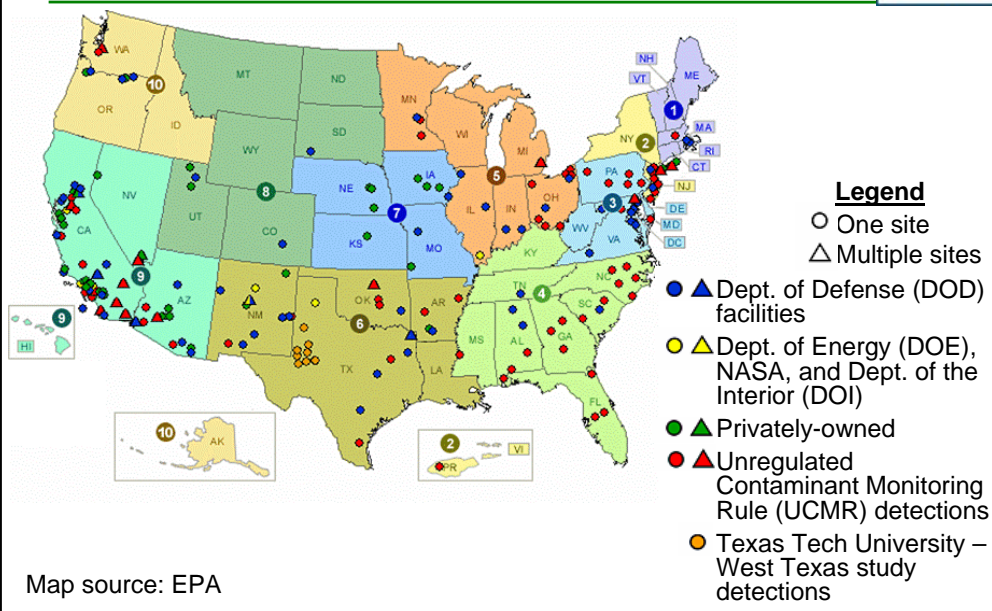 WA
MT
ND
MN
NH
VT
ME
10
OR
ID
WY
SD
WI
MI
NY
2
1
MA
RI
CT
NV
8
NE
IA
5
PA
NJ
CA
UT
CO
7
KS
MO
IL
IN
OH
3
WV
VA
DE
MD
DC
KY
9
AZ
NM
OK
6
AR
TN
4
NC
SC
9
HI
TX
LA
MS
AL
GA
FL
10
AK
2
PR
VI
Legend
One site
Multiple sites
Dept. of Defense (DOD)
facilities
Dept. of Energy (DOE),
NASA, and Dept. of the
Interior (DOI)
Privately-owned
Unregulated
Contaminant Monitoring
Rule (UCMR) detections
Texas Tech University –
West Texas study
detections
Map source: EPA